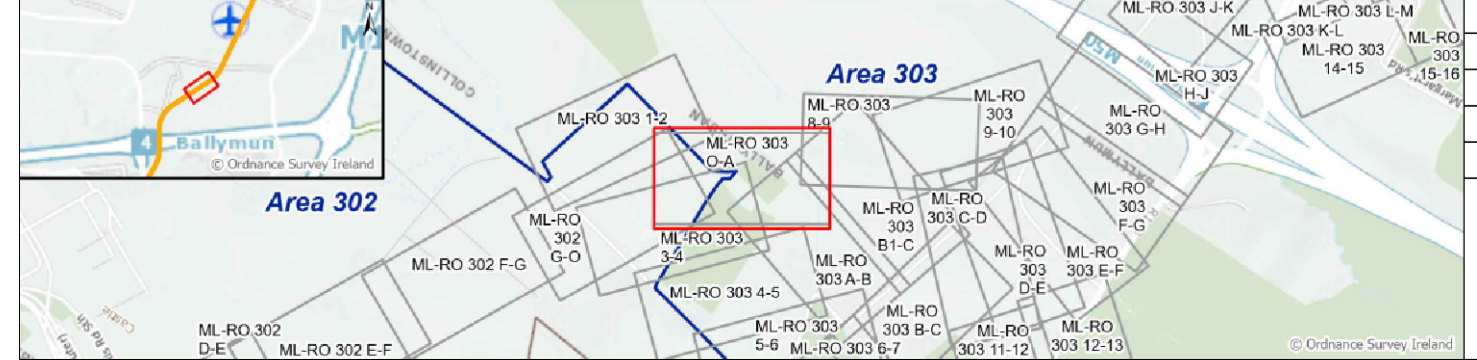 M1
4
Ballymun
© Ordnance Survey Ireland
Area 302
COLLINSTOWN
ML-RO 303 1-2
ML-RO 303
O-A
ML-RO 303
8-9
Area 303
ML-RO
303
9-10
ML-RO
303 G-H
ML-RO 303
H-J
M50
ML-RO 303 J-K
ML-RO 303 K-L
ML-RO 303 L-M
ML-RO 303
14-15
ML-RO
303
15-16
BALLYMUN
ML-RO
303
F-G
ML-RO
302
G-O
ML-RO 303
3-4
ML-RO
303
B1-C
ML-RO
303 C-D
ML-RO
303
D-E
ML-RO
303 E-F
ML-RO 302 F-G
ML-RO
303 A-B
ML-RO 303 4-5
ML-RO
303 B-C
ML-RO 303
5-6
ML-RO 303 6-7
ML-RO
303 11-12
ML-RO
303 12-13
Castle
ML-RO 302
D-E
ML-RO 302 E-F
© Ordnance Survey Ireland